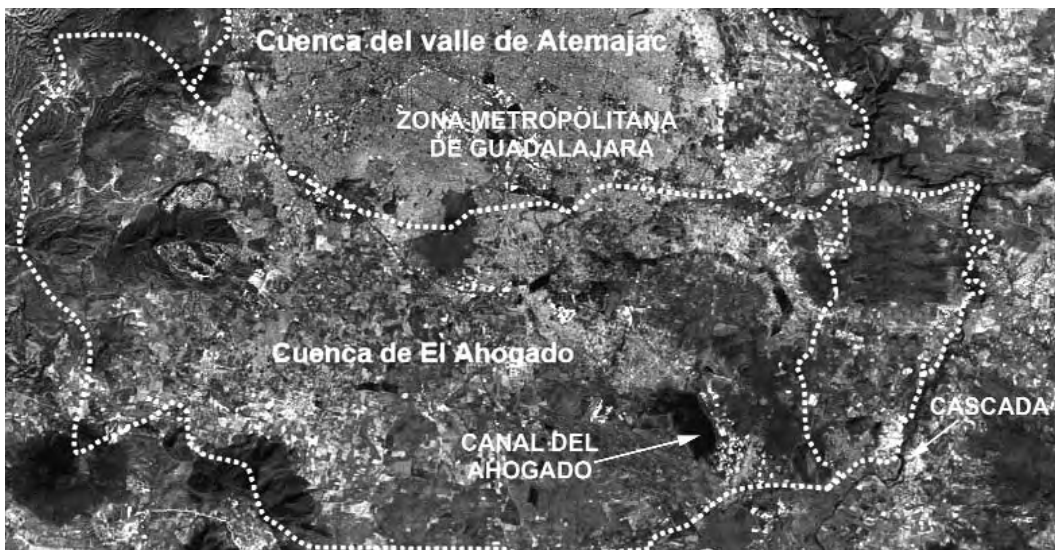 Cuenca del valle de Atemajac
ZONA METROPOLITANA
DE GUADALAJARA
Cuenca de El Ahogado
CASCADA
CANAL DEL
AHOGADO